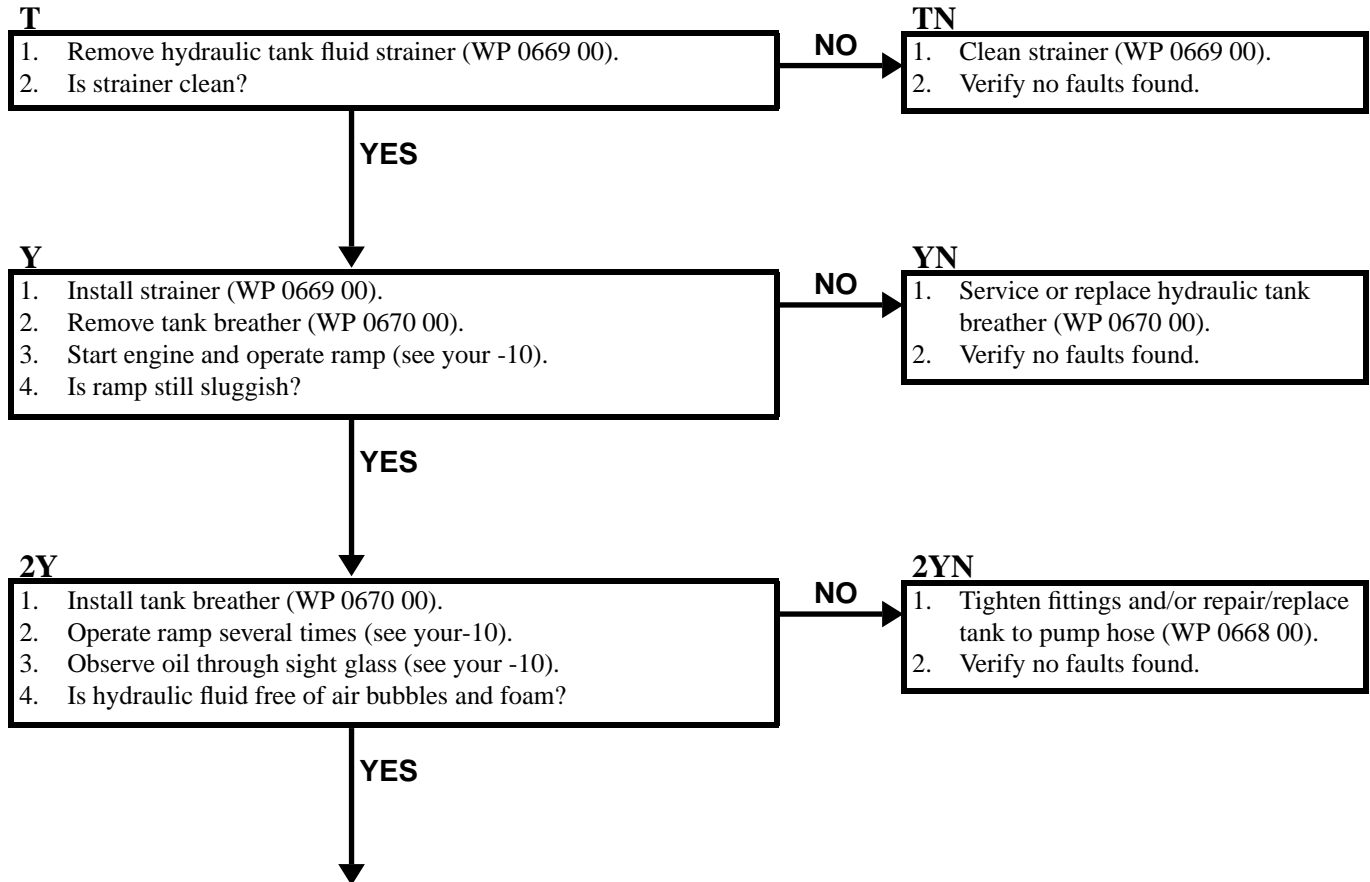 T
1. Remove hydraulic tank fluid strainer (WP 0669 00).
2. Is strainer clean?
NO
TN
1. Clean strainer (WP 0669 00).
2. Verify no faults found.
YES
Y
1. Install strainer (WP 0669 00).
2. Remove tank breather (WP 0670 00).
3. Start engine and operate ramp (see your -10).
4. Is ramp still sluggish?
NO
YN
1. Service or replace hydraulic tank
breather (WP 0670 00).
2. Verify no faults found.
YES
2Y
1. Install tank breather (WP 0670 00).
2. Operate ramp several times (see your-10).
3. Observe oil through sight glass (see your -10).
4. Is hydraulic fluid free of air bubbles and foam?
NO
2YN
1. Tighten fittings and/or repair/replace
tank to pump hose (WP 0668 00).
2. Verify no faults found.
YES